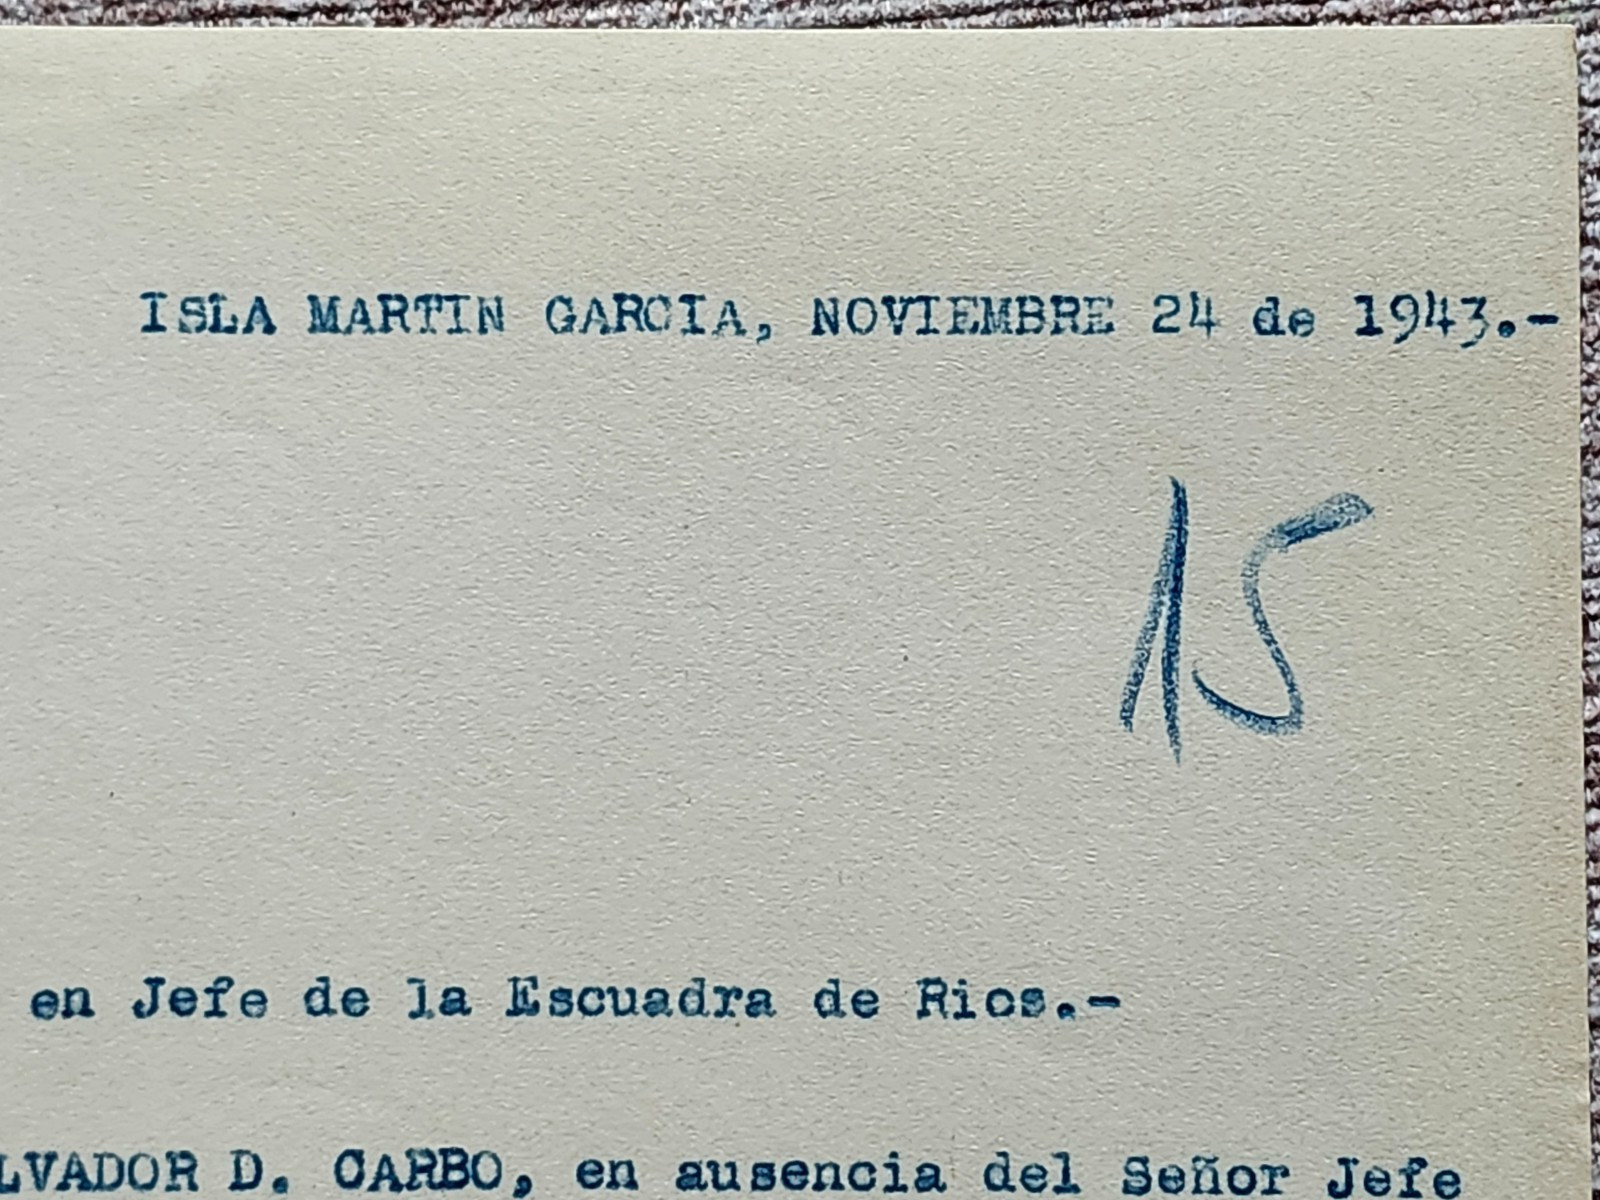 ISLA MARTIN GARCIA, NOVIEMBRE 24 de 1943.-
15
en Jefe de la Escuadra de Rios.-
LVADOR D. CARBO, en ausencia del Señor Jefe